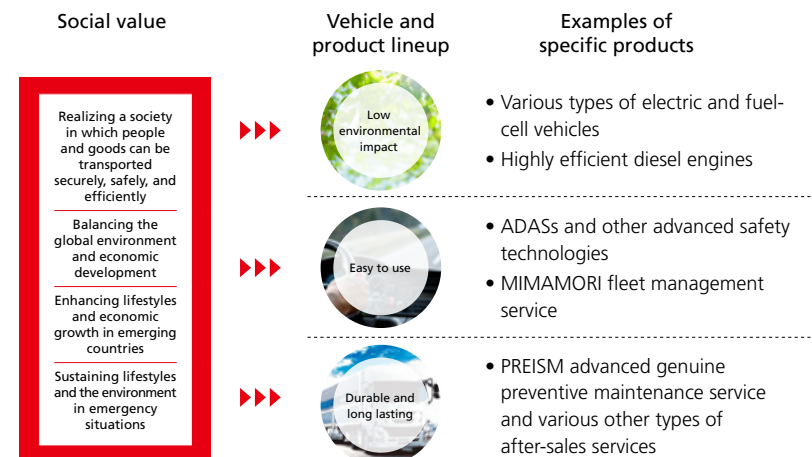 Social value
Vehicle and
product lineup
Examples of
specific products
Realizing a society
in which people
and goods can be
transported
securely, safely, and
efficiently
Balancing the
global environment
and economic
development
Enhancing lifestyles
and economic
growth in emerging
countries
Sustaining lifestyles
and the environment
in emergency
situations
Low
environmental
impact
• Various types of electric and fuel-
cell vehicles
• Highly efficient diesel engines
Easy to use
• ADASs and other advanced safety
technologies
• MIMAMORI fleet management
service
Durable and
long lasting
• PREISM advanced genuine
preventive maintenance service
and various other types of
after-sales services